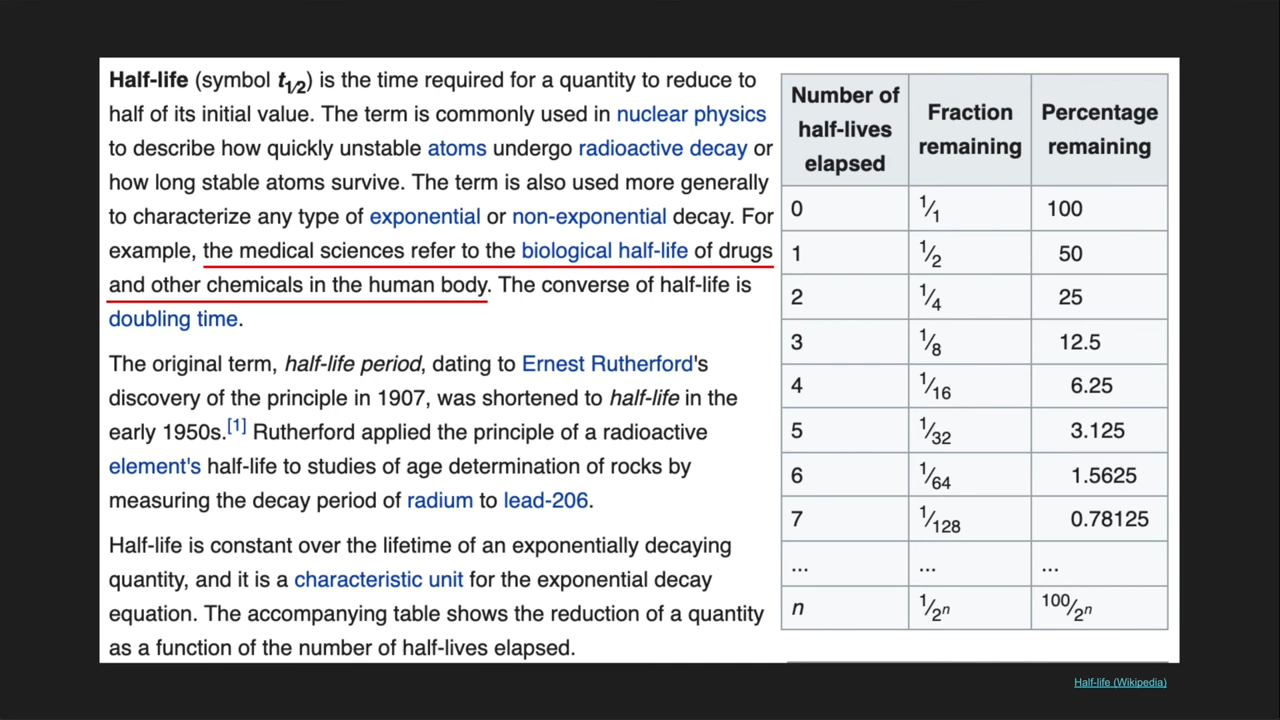 Half-life (symbol t1/2) is the time required for a quantity to reduce to
half of its initial value. The term is commonly used in nuclear physics
to describe how quickly unstable atoms undergo radioactive decay or
how long stable atoms survive. The term is also used more generally
to characterize any type of exponential or non-exponential decay. For
example, the medical sciences refer to the biological half-life of drugs
and other chemicals in the human body. The converse of half-life is
doubling time.
The original term, half-life period, dating to Ernest Rutherford's
discovery of the principle in 1907, was shortened to half-life in the
early 1950s.[1] Rutherford applied the principle of a radioactive
element's half-life to studies of age determination of rocks by
measuring the decay period of radium to lead-206.
Half-life is constant over the lifetime of an exponentially decaying
quantity, and it is a characteristic unit for the exponential decay
equation. The accompanying table shows the reduction of a quantity
as a function of the number of half-lives elapsed.
Number of half-lives elapsed Fraction remaining Percentage remaining
0 1/1 100
1 1/2 50
2 1/4 25
3 1/8 12.5
4 1/16 6.25
5 1/32 3.125
6 1/64 1.5625
7 1/128 0.78125
... ... ...
n 1/2ⁿ 100/2ⁿ
Half-life (Wikipedia)